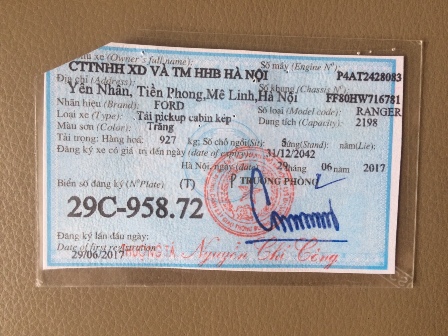 hủ xe (Owner's full name):
Số máy (Engine N°):
CTTNHH XD VÀ TM HHB HÀ NỘI
P4AT2428083
Địa chỉ (Address):
Số khung (Chassis N°):
Yên Nhân, Tiền Phong,Mê Linh,Hà Nội
FF80HW716781
Nhãn hiệu (Brand): FORD
Số loại (Model code): RANGER
Loại xe (Type): Tải pickup cabin kép
Dung tích (Capacity): 2198
Màu sơn (Color): Trắng
Tải trọng: Hàng hoá: 927 kg; Số chỗ ngồi(Sit): 5 đứng(Stand): nằm(Lie):
Đăng ký xe có giá trị đến ngày (date of expiry): 31/12/2042
Hà Nội, ngày(date) 29 06 năm 2017
Biển số đăng ký (N°Plate) (T)
P TRƯỞNG PHÒNG
29C-958.72
Đăng ký lần đầu ngày:
Date of first registration
29/06/2017
THƯỢNG TÁ Nguyễn Chí Công